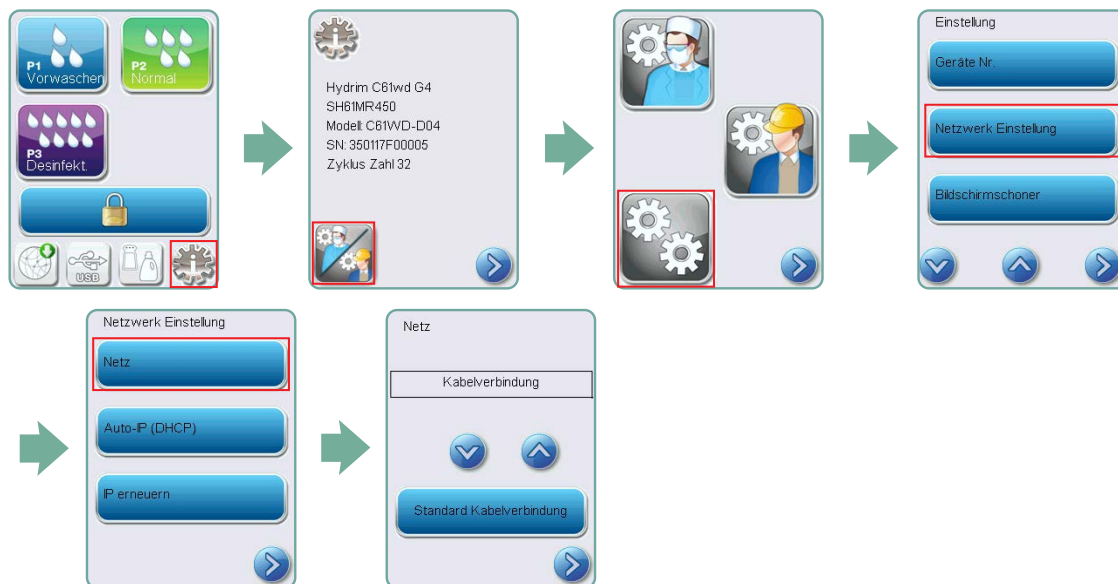 P1
Vorwaschen
P2
Normal
P3
Desinfekt.
USB
Hydrim C61wd G4
SH61MR450
Modell: C61WD-D04
SN: 350117F00005
Zyklus Zahl 32
Einstellung
Geräte Nr.
Netzwerk Einstellung
Bildschirmschoner
Netzwerk Einstellung
Netz
Auto-IP (DHCP)
IP erneuern
Netz
Kabelverbindung
Standard Kabelverbindung